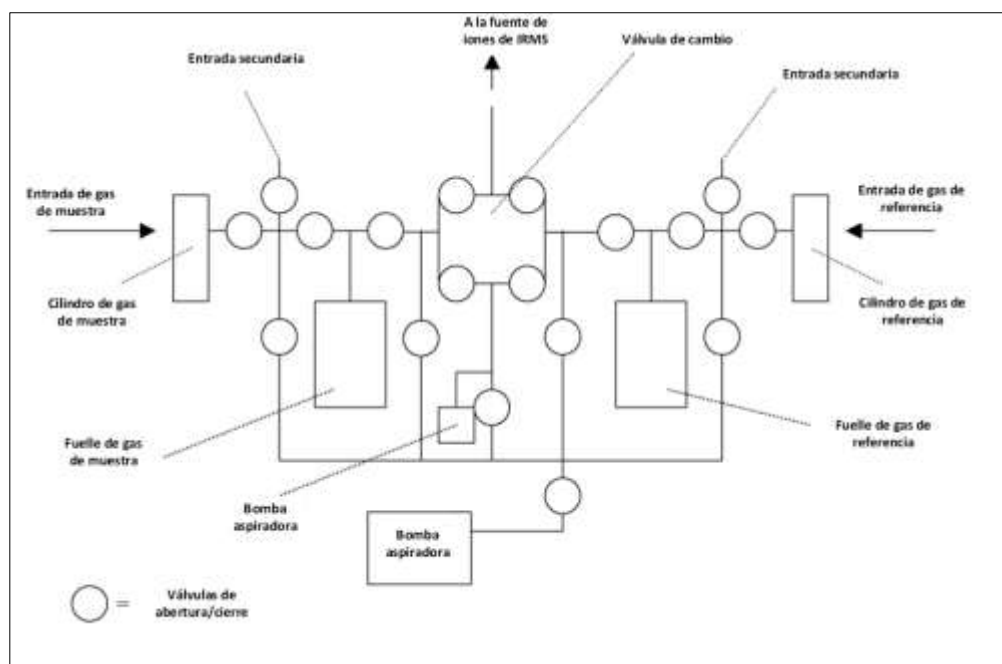 A la fuente de
iones de IRMS
Válvula de cambio
Entrada secundaria
Entrada secundaria
Entrada de gas
de muestra
Entrada de gas de
referencia
Cilindro de gas
de muestra
Cilindro de gas de
referencia
Fuelle de gas
de muestra
Fuelle de gas de
referencia
Bomba
aspiradora
Bomba
aspiradora
= Válvulas de
abertura/cierre